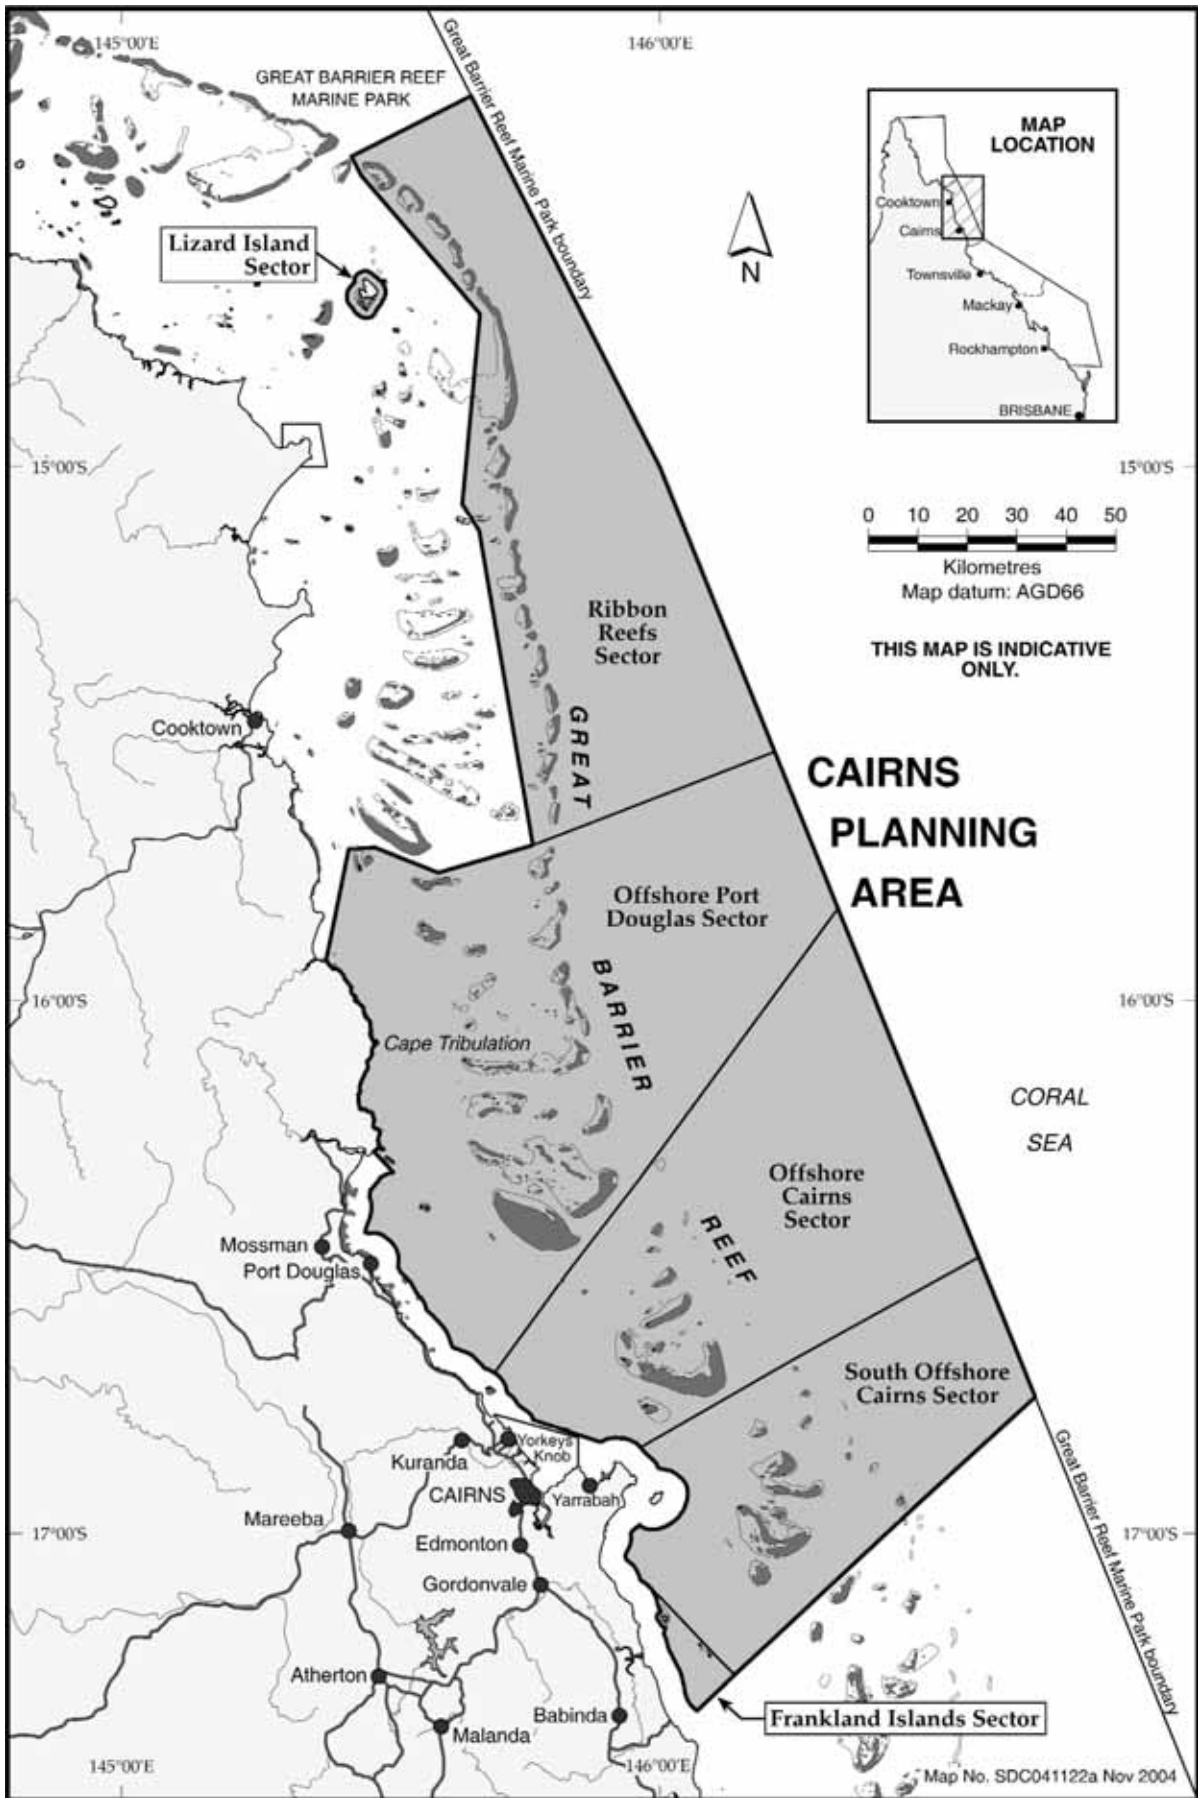 145°00'E
146°00'E
GREAT BARRIER REEF
MARINE PARK
Great Barrier Reef Marine Park boundary
MAP
LOCATION
Cooktown
Cairns
Townsville
Mackay
Rockhampton
BRISBANE
N
Lizard Island
Sector
15°00'S
15°00'S
0 10 20 30 40 50
Kilometres
Map datum: AGD66
THIS MAP IS INDICATIVE
ONLY.
Ribbon
Reefs
Sector
Cooktown
GREAT
CAIRNS
PLANNING
AREA
Offshore Port
Douglas Sector
BARRIER
16°00'S
16°00'S
Cape Tribulation
CORAL
SEA
Offshore
Cairns
Sector
REEF
Mossman
Port Douglas
South Offshore
Cairns Sector
Kuranda
Yorkeys
Knob
CAIRNS
Yarrabah
Mareeba
17°00'S
17°00'S
Edmonton
Gordonvale
Great Barrier Reef Marine Park boundary
Atherton
Babinda
Malanda
Frankland Islands Sector
145°00'E
146°00'E
Map No. SDC041122a Nov 2004